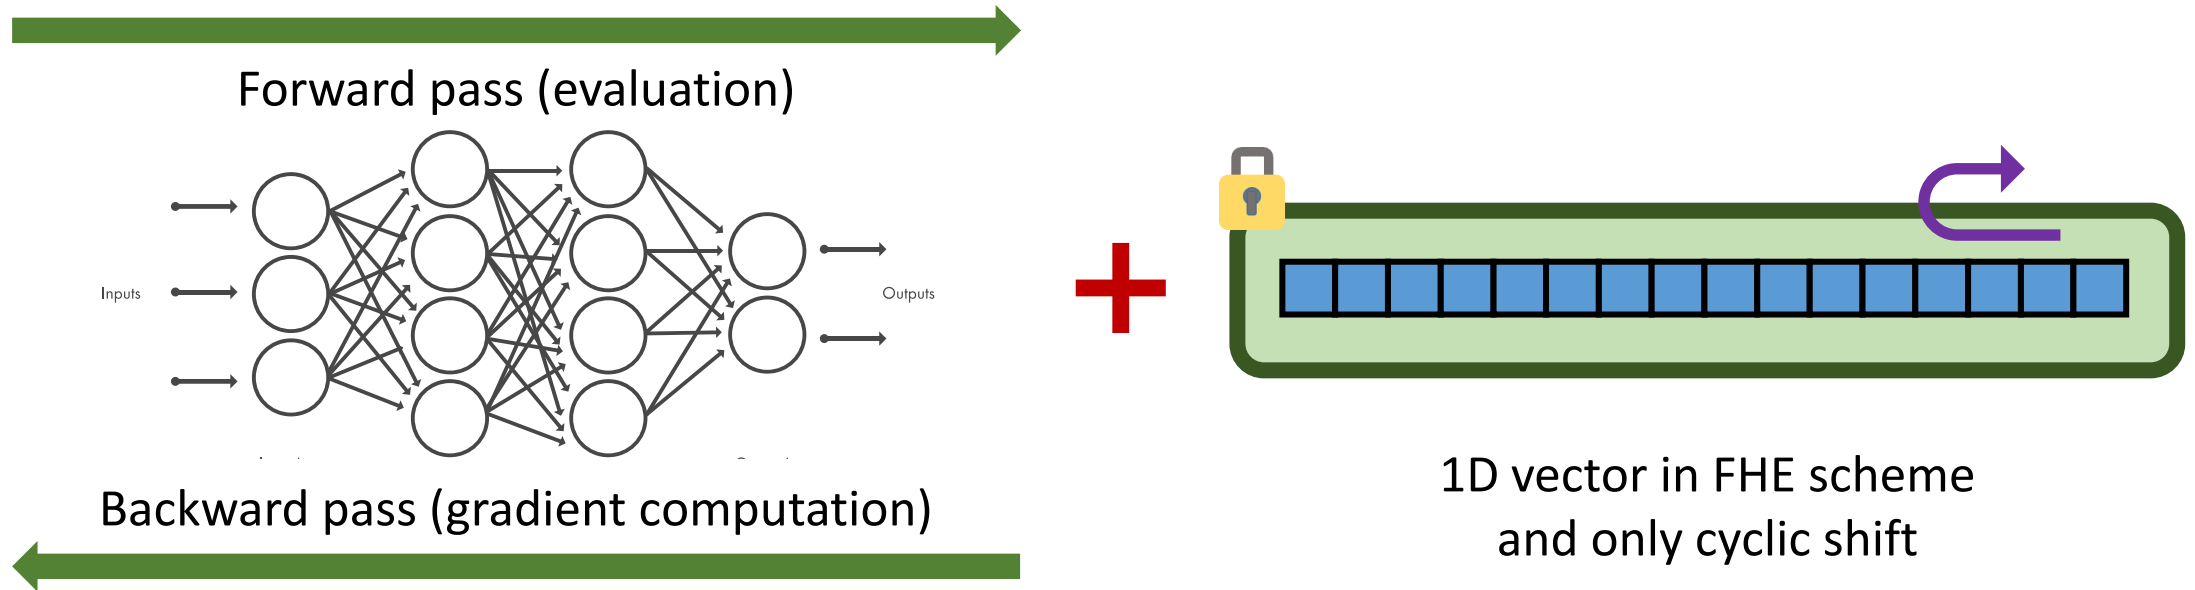 Forward pass (evaluation)
Inputs
Outputs
Backward pass (gradient computation)
1D vector in FHE scheme
and only cyclic shift